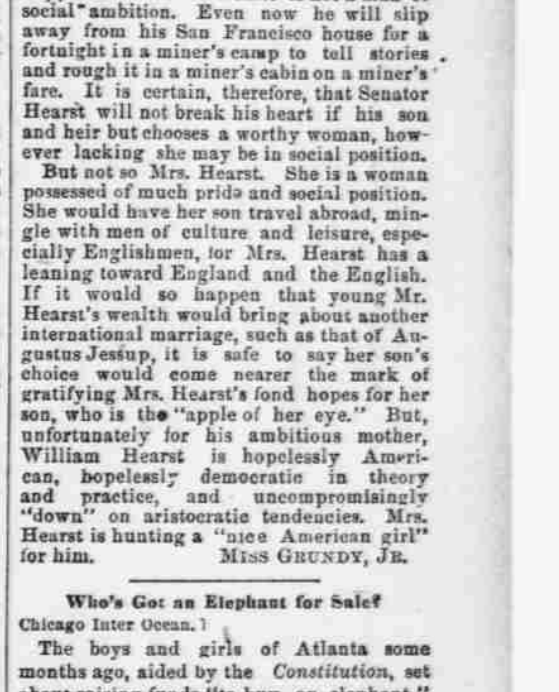 social ambition. Even now he will slip
away from his San Francisco house for a
fortnight in a miner's camp to tell stories
and rough it in a miner's cabin on a miner's
fare. It is certain, therefore, that Senator
Hearst will not break his heart if his son
and heir but chooses a worthy woman, how-
ever lacking she may be in social position.
But not so Mrs. Hearst. She is a woman
possessed of much pride and social position.
She would have her son travel abroad, min-
gle with men of culture and leisure, espe-
cially Englishmen, for Mrs. Hearst has a
leaning toward England and the English.
If it would so happen that young Mr.
Hearst's wealth would bring about another
international marriage, such as that of Au-
gustus Jessup, it is safe to say her son's
choice would come nearer the mark of
gratifying Mrs. Hearst's fond hopes for her
son, who is the "apple of her eye." But,
unfortunately for his ambitious mother,
William Hearst is hopelessly Ameri-
can, hopelessly democratic in theory
and practice, and uncompromisingly
"down" on aristocratic tendencies. Mrs.
Hearst is hunting a "nice American girl"
for him. MISS GRUNDY, JR.
Who's Got an Elephant for Sale?
Chicago Inter Ocean.]
The boys and girls of Atlanta some
months ago, aided by the Constitution, set